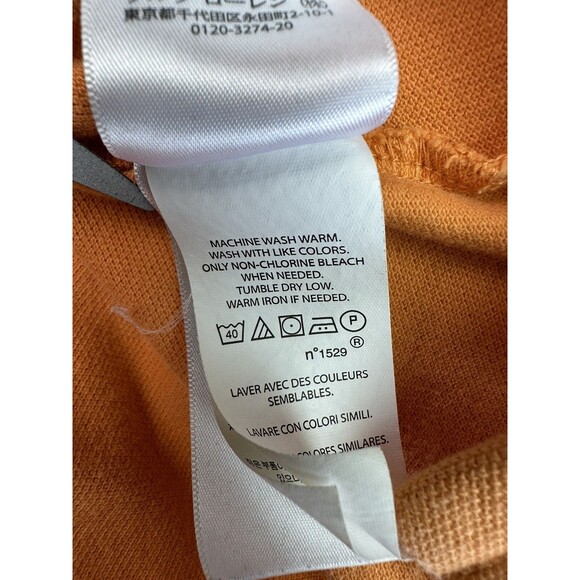 東京都千代田区永田町2-10-1
0120-3274-20
MACHINE WASH WARM.
WASH WITH LIKE COLORS.
ONLY NON-CHLORINE BLEACH
WHEN NEEDED.
TUMBLE DRY LOW.
WARM IRON IF NEEDED.
40 P
n°1529 ®
LAVER AVEC DES COULEURS
SEMBLABLES.
LAVARE CON COLORI SIMILI.
COLORES SIMILARES.